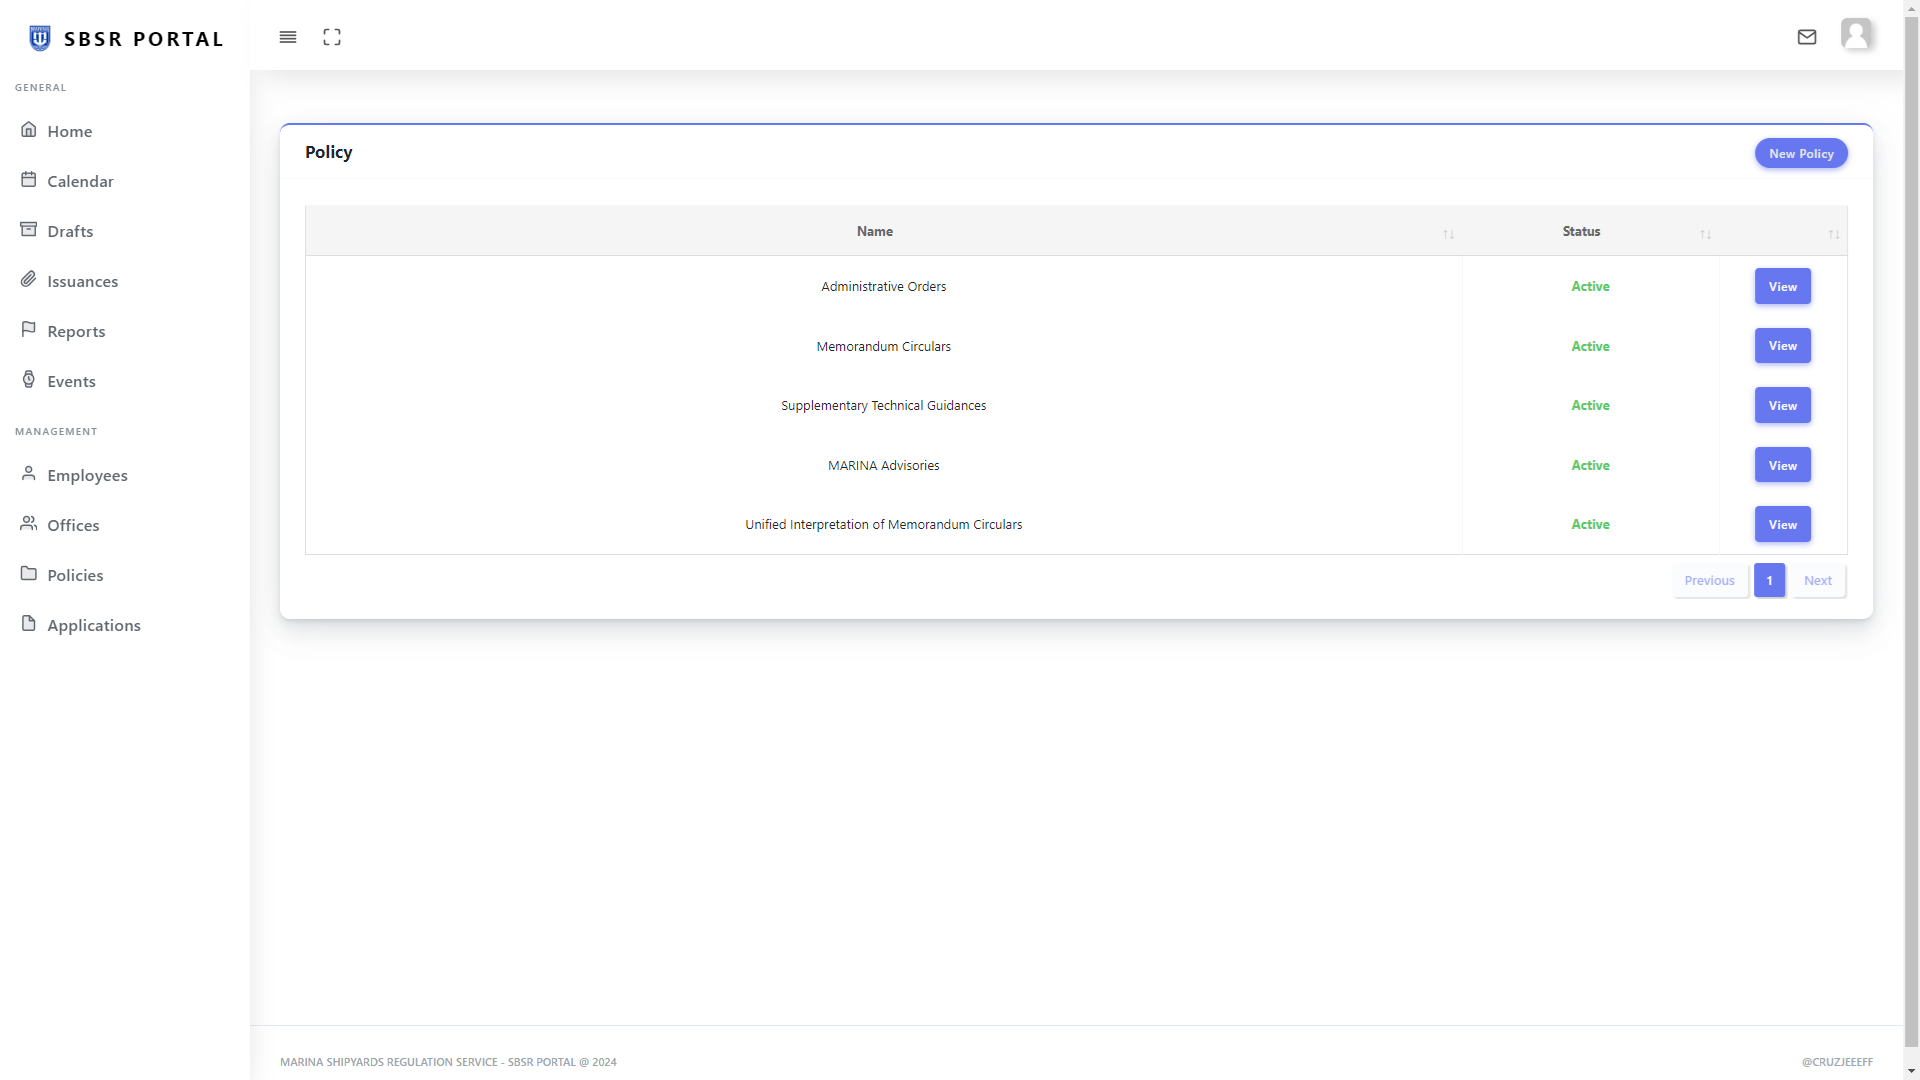 SBSR PORTAL
GENERAL
Home
Calendar
Drafts
Issuances
Reports
Events
MANAGEMENT
Employees
Offices
Policies
Applications
Policy
New Policy
Name
Status
Administrative Orders Active View
Memorandum Circulars Active View
Supplementary Technical Guidances Active View
MARINA Advisories Active View
Unified Interpretation of Memorandum Circulars Active View
Previous 1 Next
MARINA SHIPYARDS REGULATION SERVICE - SBSR PORTAL @ 2024
@CRUZJEEEFF